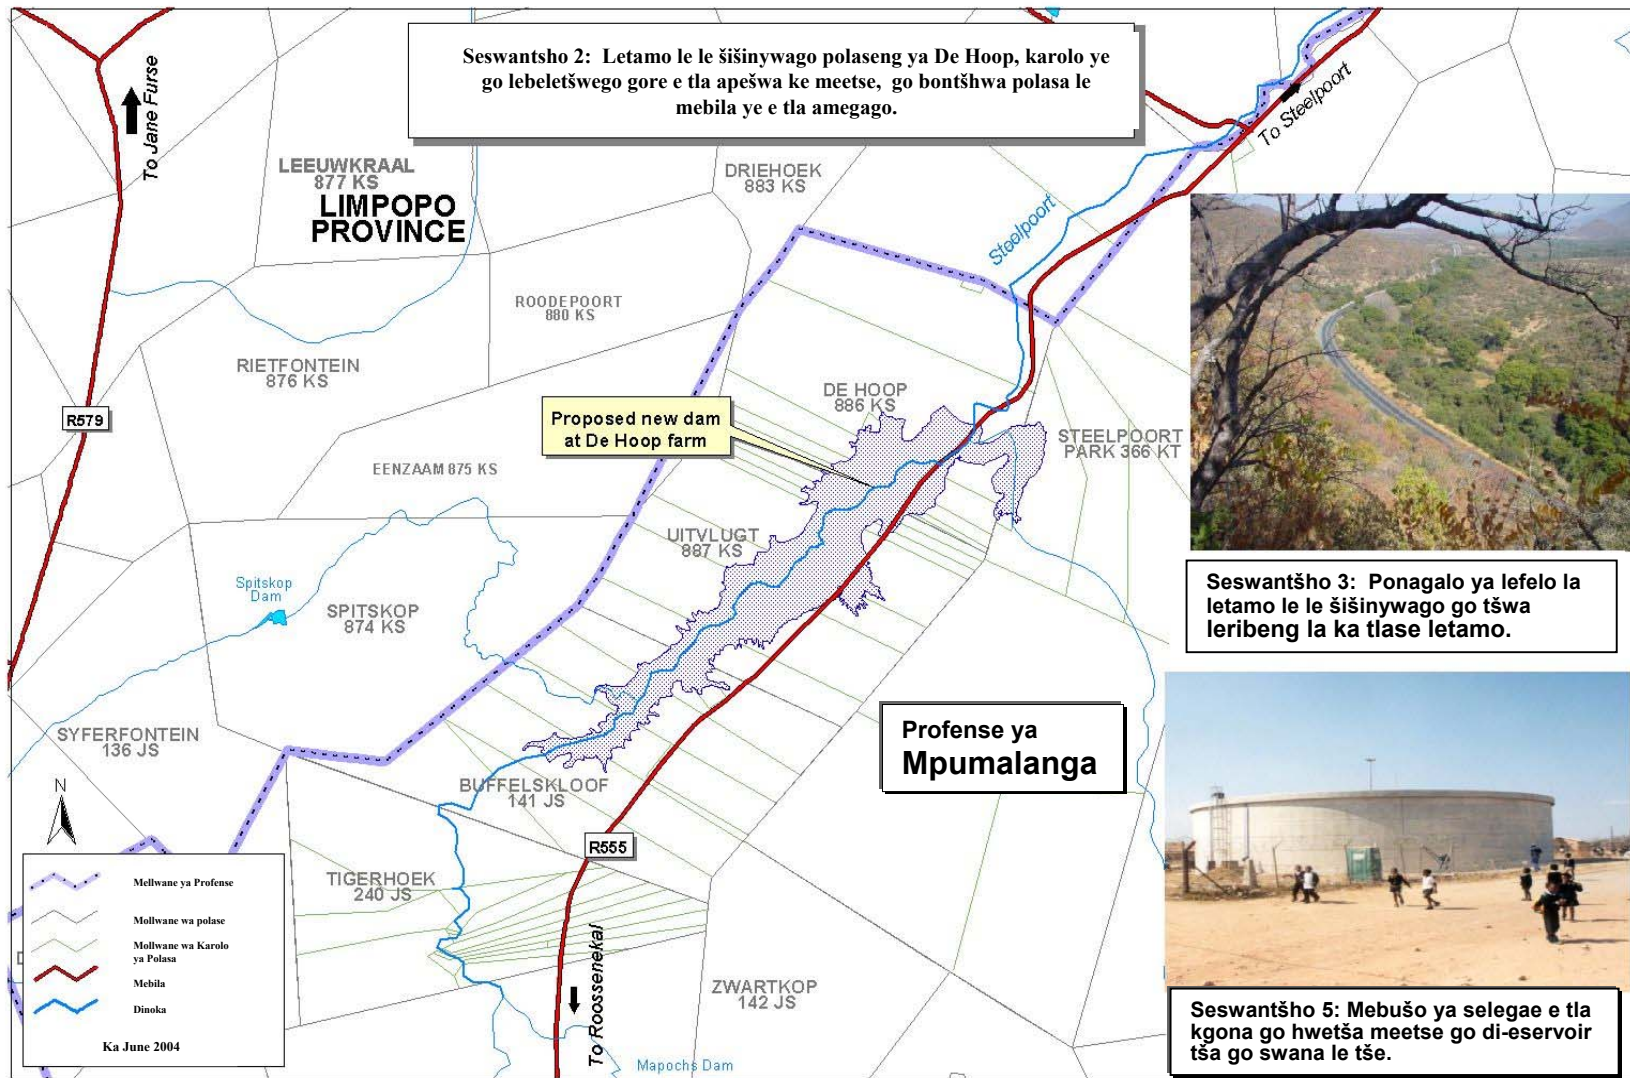 Seswantsho 2: Letamo le le šišinywago polaseng ya De Hoop, karolo ye
go lebeletšwego gore e tla apešwa ke meetse, go bontšhwa polasa le
mebila ye e tla amegago.
To Jane Furse
LEEUWKRAAL
877 KS
LIMPOPO
PROVINCE
DRIEHOEK
883 KS
To Steelpoort
Steelpoort
ROODEPOORT
880 KS
RIETFONTEIN
876 KS
R579
DE HOOP
886 KS
Proposed new dam
at De Hoop farm
STEELPOORT
PARK 366 KT
EENZAAM 875 KS
UITVLUGT
887 KS
Spitskop
Dam
SPITSKOP
874 KS
Seswantšho 3: Ponagalo ya lefelo la
letamo le le šišinywago go tšwa
leribeng la ka tlase letamo.
SYFERFONTEIN
136 JS
Profense ya
Mpumalanga
BUFFELSKLOOF
141 JS
N
R555
TIGERHOEK
240 JS
Mellwane ya Profense
Mollwane wa polase
Mollwane wa Karolo
ya Polasa
Mebila
Dinoka
Ka June 2004
To Roossenekal
ZWARTKOP
142 JS
Mapochs Dam
Seswantšho 5: Mebušo ya selegae e tla
kgona go hwetša meetse go di-eservoir
tša go swana le tše.